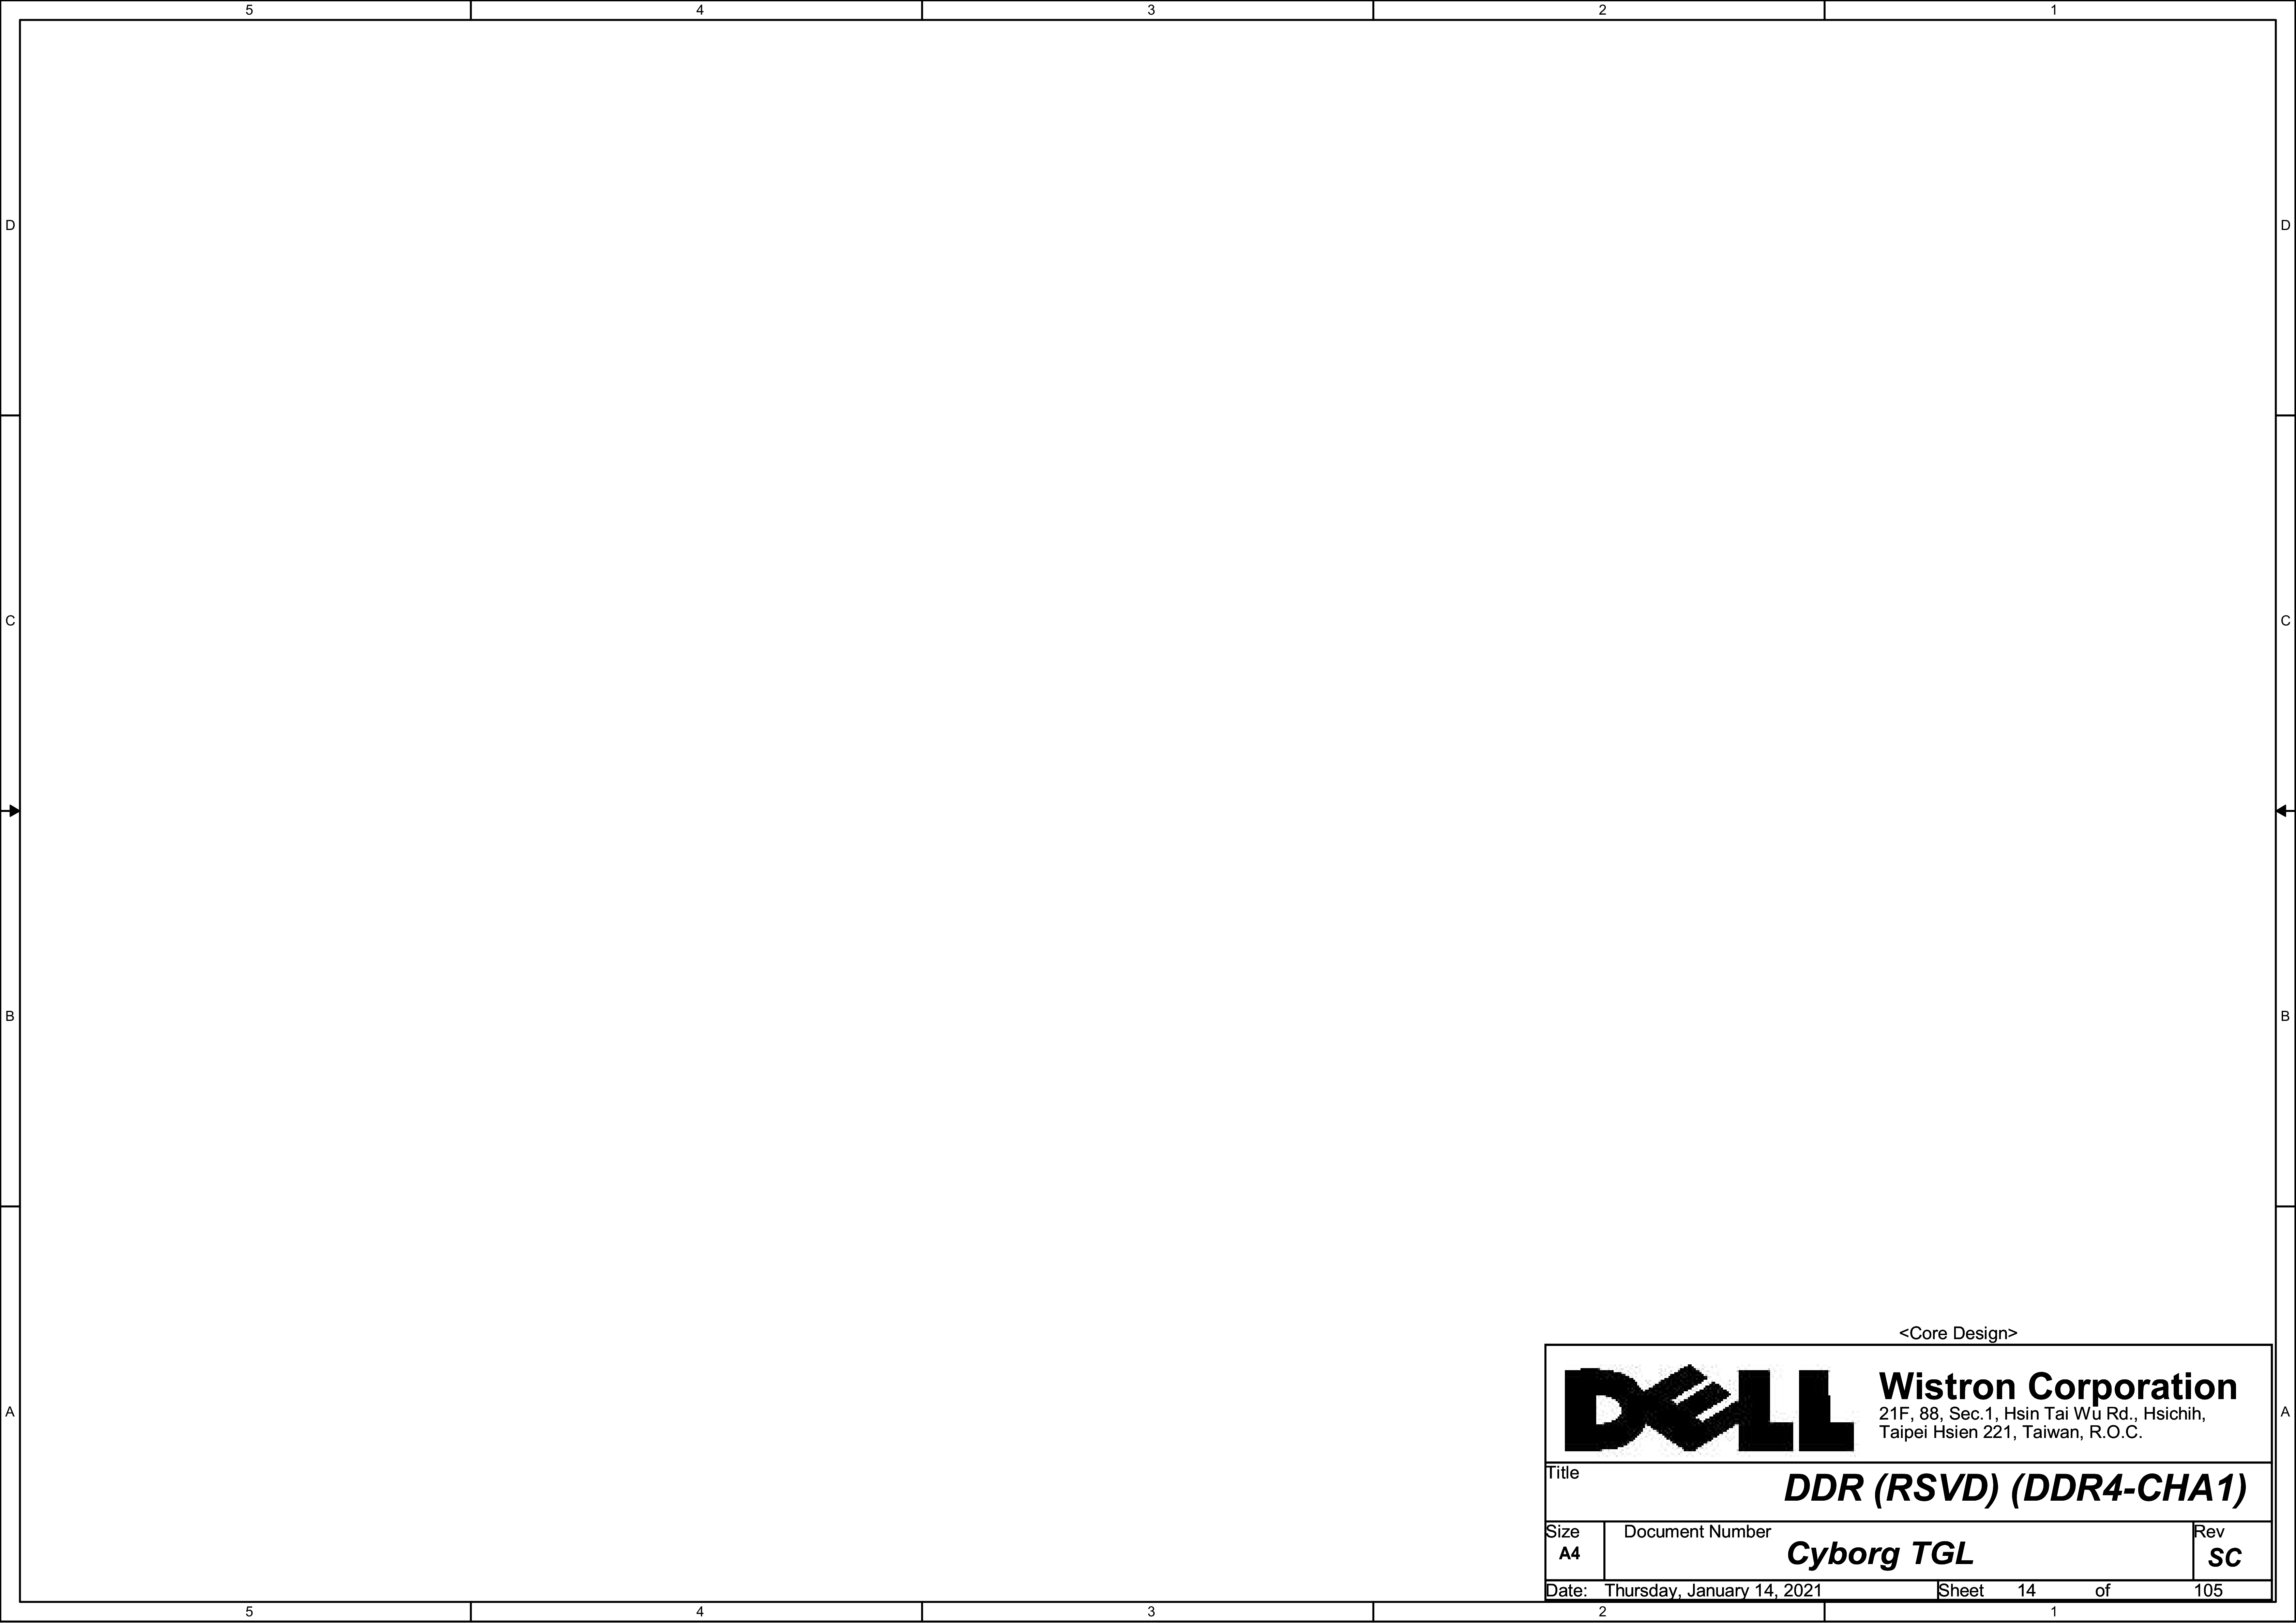 5 4 3 2 1
D D
C C
B B
A A
<Core Design>
DELL
Wistron Corporation
21F, 88, Sec.1, Hsin Tai Wu Rd., Hsichih,
Taipei Hsien 221, Taiwan, R.O.C.
Title
DDR (RSVD) (DDR4-CHA1)
Size Document Number Rev
A4 Cyborg TGL SC
Date: Thursday, January 14, 2021 Sheet 14 of 105
5 4 3 2 1